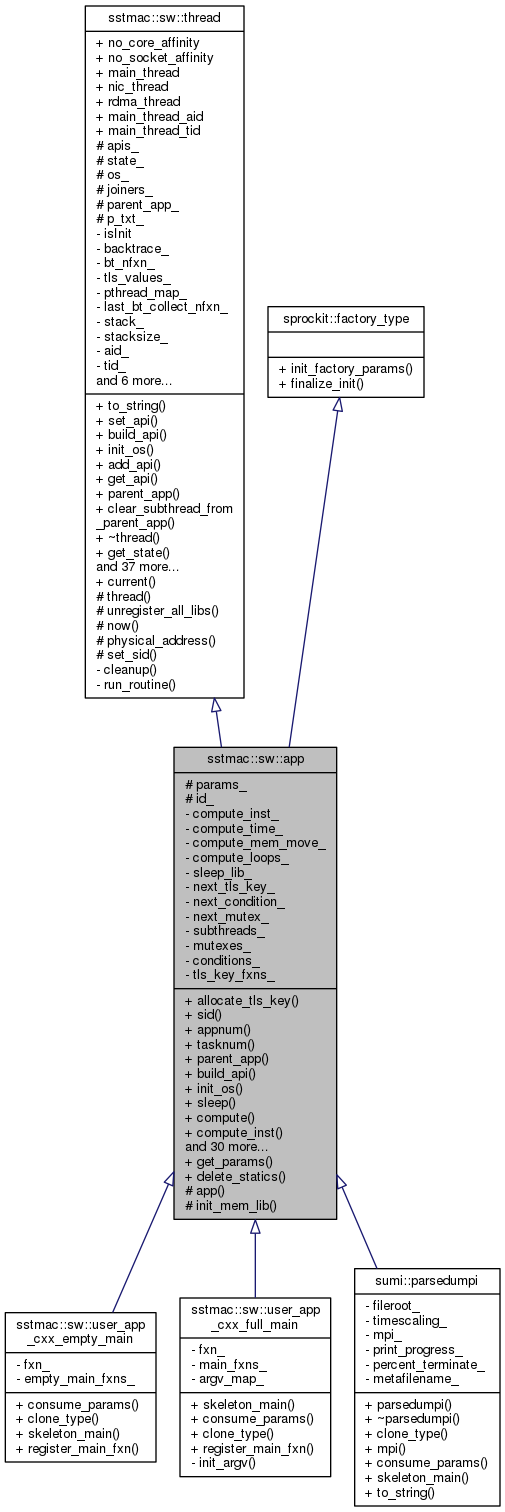 sstmac::sw::thread
+ no_core_affinity
+ no_socket_affinity
+ main_thread
+ nic_thread
+ rdma_thread
+ main_thread_aid
+ main_thread_tid
# apis_
# state_
# os_
# joiners_
# parent_app_
# p_txt_
- isInit
- backtrace_
- bt_nfxn_
- tls_values_
- pthread_map_
- last_bt_collect_nfxn_
- stack_
- stacksize_
- aid_
- tid_
and 6 more...
+ to_string()
+ set_api()
+ build_api()
+ init_os()
+ add_api()
+ get_api()
+ parent_app()
+ clear_subthread_from
_parent_app()
+ ~thread()
+ get_state()
and 37 more...
+ current()
# thread()
# unregister_all_libs()
# now()
# physical_address()
# set_sid()
- cleanup()
- run_routine()
sprockit::factory_type
+ init_factory_params()
+ finalize_init()
sstmac::sw::app
# params_
# id_
- compute_inst_
- compute_time_
- compute_mem_move_
- compute_loops_
- sleep_lib_
- next_tls_key_
- next_condition_
- next_mutex_
- subthreads_
- mutexes_
- conditions_
- tls_key_fxns_
+ allocate_tls_key()
+ sid()
+ appnum()
+ tasknum()
+ parent_app()
+ build_api()
+ init_os()
+ sleep()
+ compute()
+ compute_inst()
and 30 more...
+ get_params()
+ delete_statics()
# app()
# init_mem_lib()
sstmac::sw::user_app
_cxx_empty_main
- fxn_
- empty_main_fxns_
+ consume_params()
+ clone_type()
+ skeleton_main()
+ register_main_fxn()
sstmac::sw::user_app
_cxx_full_main
- fxn_
- main_fxns_
- argv_map_
+ skeleton_main()
+ consume_params()
+ clone_type()
+ register_main_fxn()
- init_argv()
sumi::parsedumpi
- fileroot_
- timescaling_
- mpi_
- print_progress_
- percent_terminate_
- metafilename_
+ parsedumpi()
+ ~parsedumpi()
+ clone_type()
+ mpi()
+ consume_params()
+ skeleton_main()
+ to_string()